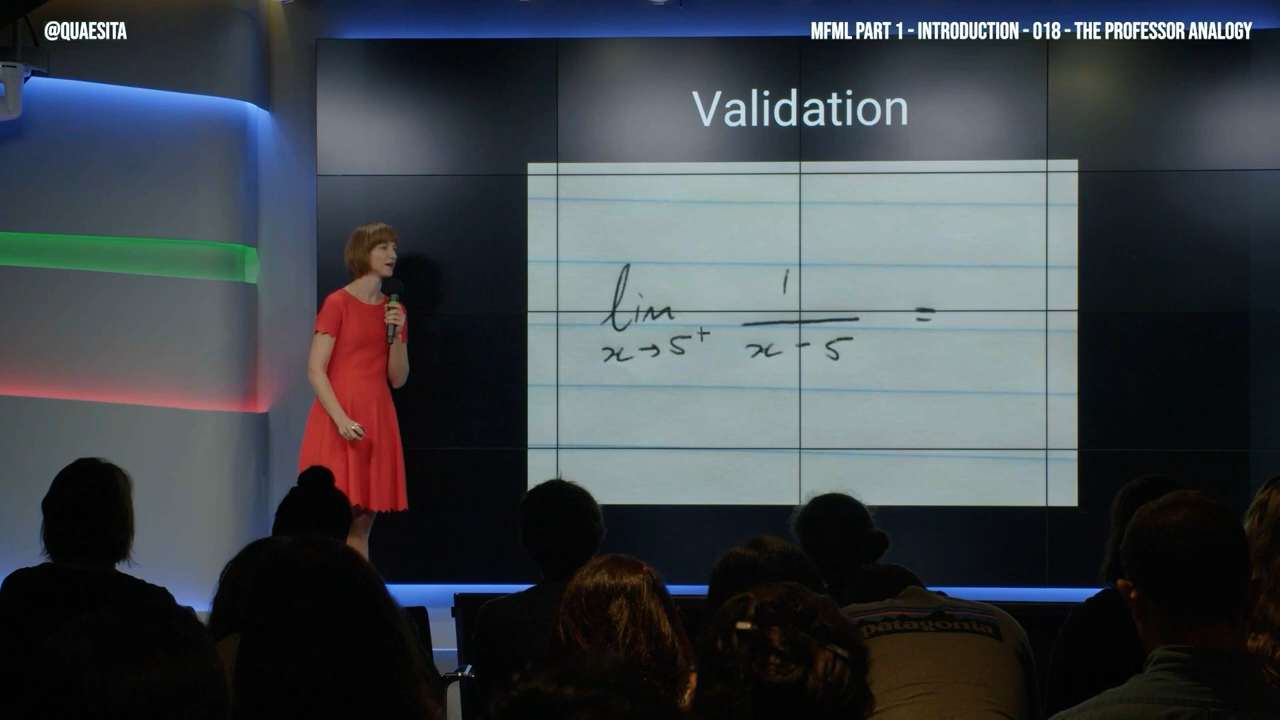 @QUAESITA
MFML PART 1 - INTRODUCTION - 018 - THE PROFESSOR ANALOGY
Validation
lim 1 =
x→5⁺ x - 5
patagonia